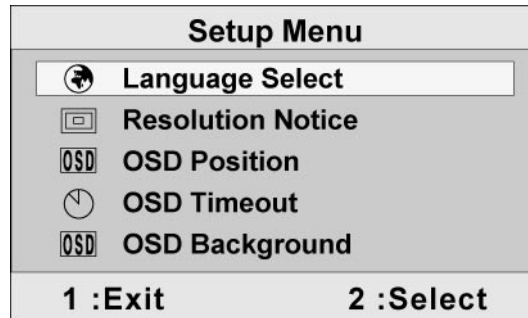 Setup Menu
Language Select
Resolution Notice
OSD OSD Position
OSD Timeout
OSD OSD Background
1 :Exit 2 :Select